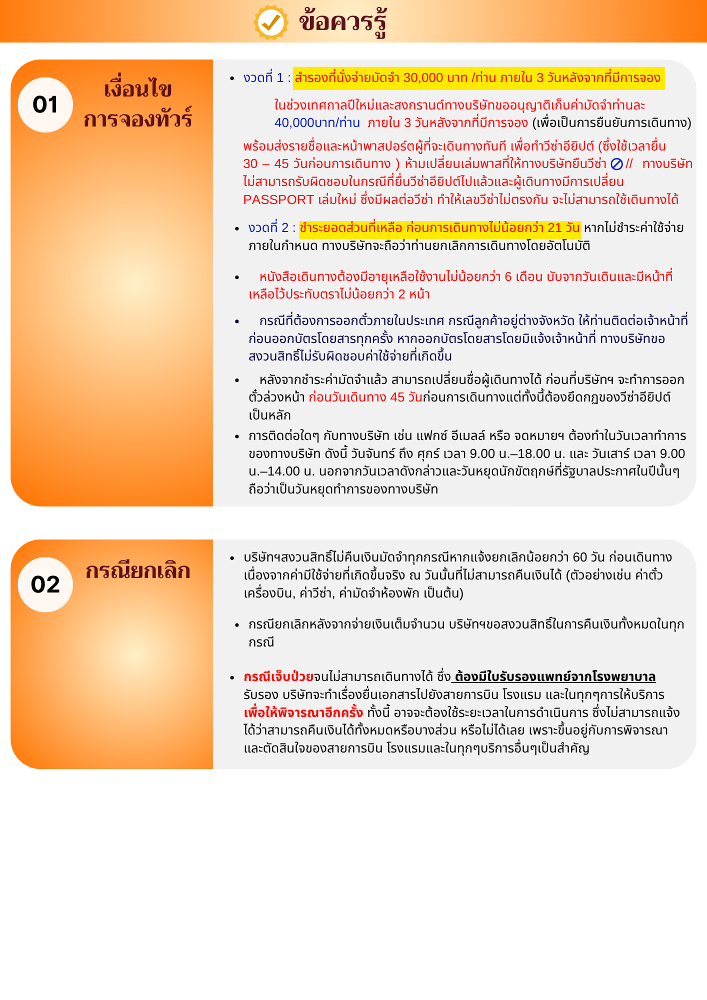 ข้อควรรู้
01
เงื่อนไข
การจองทัวร์
งวดที่ 1 : สำรองที่นั่งจ่ายมัดจำ 30,000 บาท /ท่าน ภายใน 3 วันหลังจากที่มีการจอง
ในช่วงเทศกาลปีใหม่และสงกรานต์ทางบริษัทขออนุญาติเก็บค่ามัดจำท่านละ
40,000บาท/ท่าน ภายใน 3 วันหลังจากที่มีการจอง (เพื่อเป็นการยืนยันการเดินทาง)
พร้อมส่งรายชื่อและหน้าพาสปอร์ตผู้ที่จะเดินทางทันที เพื่อทำวีซ่าอียิปต์ (ซึ่งใช้เวลายื่น
30 – 45 วันก่อนการเดินทาง ) ห้ามเปลี่ยนเล่มพาสที่ให้ทางบริษัทยืนวีซ่า // ทางบริษัท
ไม่สามารถรับผิดชอบในกรณีที่ยื่นวีซ่าอียิปต์ไปแล้วและผู้เดินทางมีการเปลี่ยน
PASSPORT เล่มใหม่ ซึ่งมีผลต่อวีซ่า ทำให้เลขวีซ่าไม่ตรงกัน จะไม่สามารถใช้เดินทางได้
งวดที่ 2 : ชำระยอดส่วนที่เหลือ ก่อนการเดินทางไม่น้อยกว่า 21 วัน หากไม่ชำระค่าใช้จ่าย
ภายในกำหนด ทางบริษัทจะถือว่าท่านยกเลิกการเดินทางโดยอัตโนมัติ
หนังสือเดินทางต้องมีอายุเหลือใช้งานไม่น้อยกว่า 6 เดือน นับจากวันเดินและมีหน้าที่
เหลือไว้ประทับตราไม่น้อยกว่า 2 หน้า
กรณีที่ต้องการออกตั๋วภายในประเทศ กรณีลูกค้าอยู่ต่างจังหวัด ให้ท่านติดต่อเจ้าหน้าที่
ก่อนออกบัตรโดยสารทุกครั้ง หากออกบัตรโดยสารโดยมิแจ้งเจ้าหน้าที่ ทางบริษัทขอ
สงวนสิทธิ์ไม่รับผิดชอบค่าใช้จ่ายที่เกิดขึ้น
หลังจากชำระค่ามัดจำแล้ว สามารถเปลี่ยนชื่อผู้เดินทางได้ ก่อนที่บริษัทฯ จะทำการออก
ตั๋วล่วงหน้า ก่อนวันเดินทาง 45 วันก่อนการเดินทางแต่ทั้งนี้ต้องยึดกฏของวีซ่าอียิปต์
เป็นหลัก
การติดต่อใดๆ กับทางบริษัท เช่น แฟกซ์ อีเมลล์ หรือ จดหมายฯ ต้องทำในวันเวลาทำการ
ของทางบริษัท ดังนี้ วันจันทร์ ถึง ศุกร์ เวลา 9.00 น.–18.00 น. และ วันเสาร์ เวลา 9.00
น.–14.00 น. นอกจากวันเวลาดังกล่าวและวันหยุดนักขัตฤกษ์ที่รัฐบาลประกาศในปีนั้นๆ
ถือว่าเป็นวันหยุดทำการของทางบริษัท
02
กรณียกเลิก
บริษัทฯสงวนสิทธิ์ไม่คืนเงินมัดจำทุกกรณีหากแจ้งยกเลิกน้อยกว่า 60 วัน ก่อนเดินทาง
เนื่องจากค่ามีใช้จ่ายที่เกิดขึ้นจริง ณ วันนั้นที่ไม่สามารถคืนเงินได้ (ตัวอย่างเช่น ค่าตั๋ว
เครื่องบิน, ค่าวีซ่า, ค่ามัดจำห้องพัก เป็นต้น)
กรณียกเลิกหลังจากจ่ายเงินเต็มจำนวน บริษัทฯขอสงวนสิทธิ์ในการคืนเงินทั้งหมดในทุก
กรณี
กรณีเจ็บป่วยจนไม่สามารถเดินทางได้ ซึ่ง ต้องมีใบรับรองแพทย์จากโรงพยาบาล
รับรอง บริษัทจะทำเรื่องยื่นเอกสารไปยังสายการบิน โรงแรม และในทุกๆการให้บริการ
เพื่อให้พิจารณาอีกครั้ง ทั้งนี้ อาจจะต้องใช้ระยะเวลาในการดำเนินการ ซึ่งไม่สามารถแจ้ง
ได้ว่าสามารถคืนเงินได้ทั้งหมดหรือบางส่วน หรือไม่ได้เลย เพราะขึ้นอยู่กับการพิจารณา
และตัดสินใจของสายการบิน โรงแรมและในทุกๆบริการอื่นๆเป็นสำคัญ